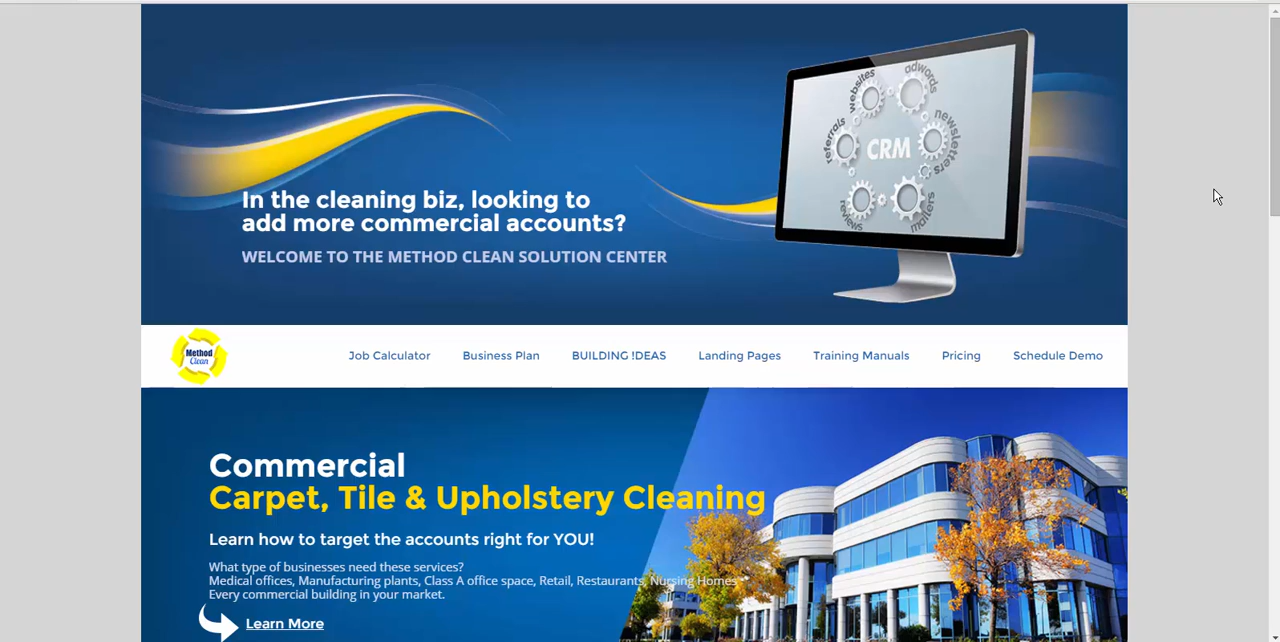 websites
adwords
referrals
CRM
newsletters
reviews
matters
In the cleaning biz, looking to
add more commercial accounts?
WELCOME TO THE METHOD CLEAN SOLUTION CENTER
Method
Clean
Job Calculator
Business Plan
BUILDING !DEAS
Landing Pages
Training Manuals
Pricing
Schedule Demo
Commercial
Carpet, Tile & Upholstery Cleaning
Learn how to target the accounts right for YOU!
What type of businesses need these services?
Medical offices, Manufacturing plants, Class A office space, Retail, Restaurants, Nursing Homes
Every commercial building in your market.
Learn More